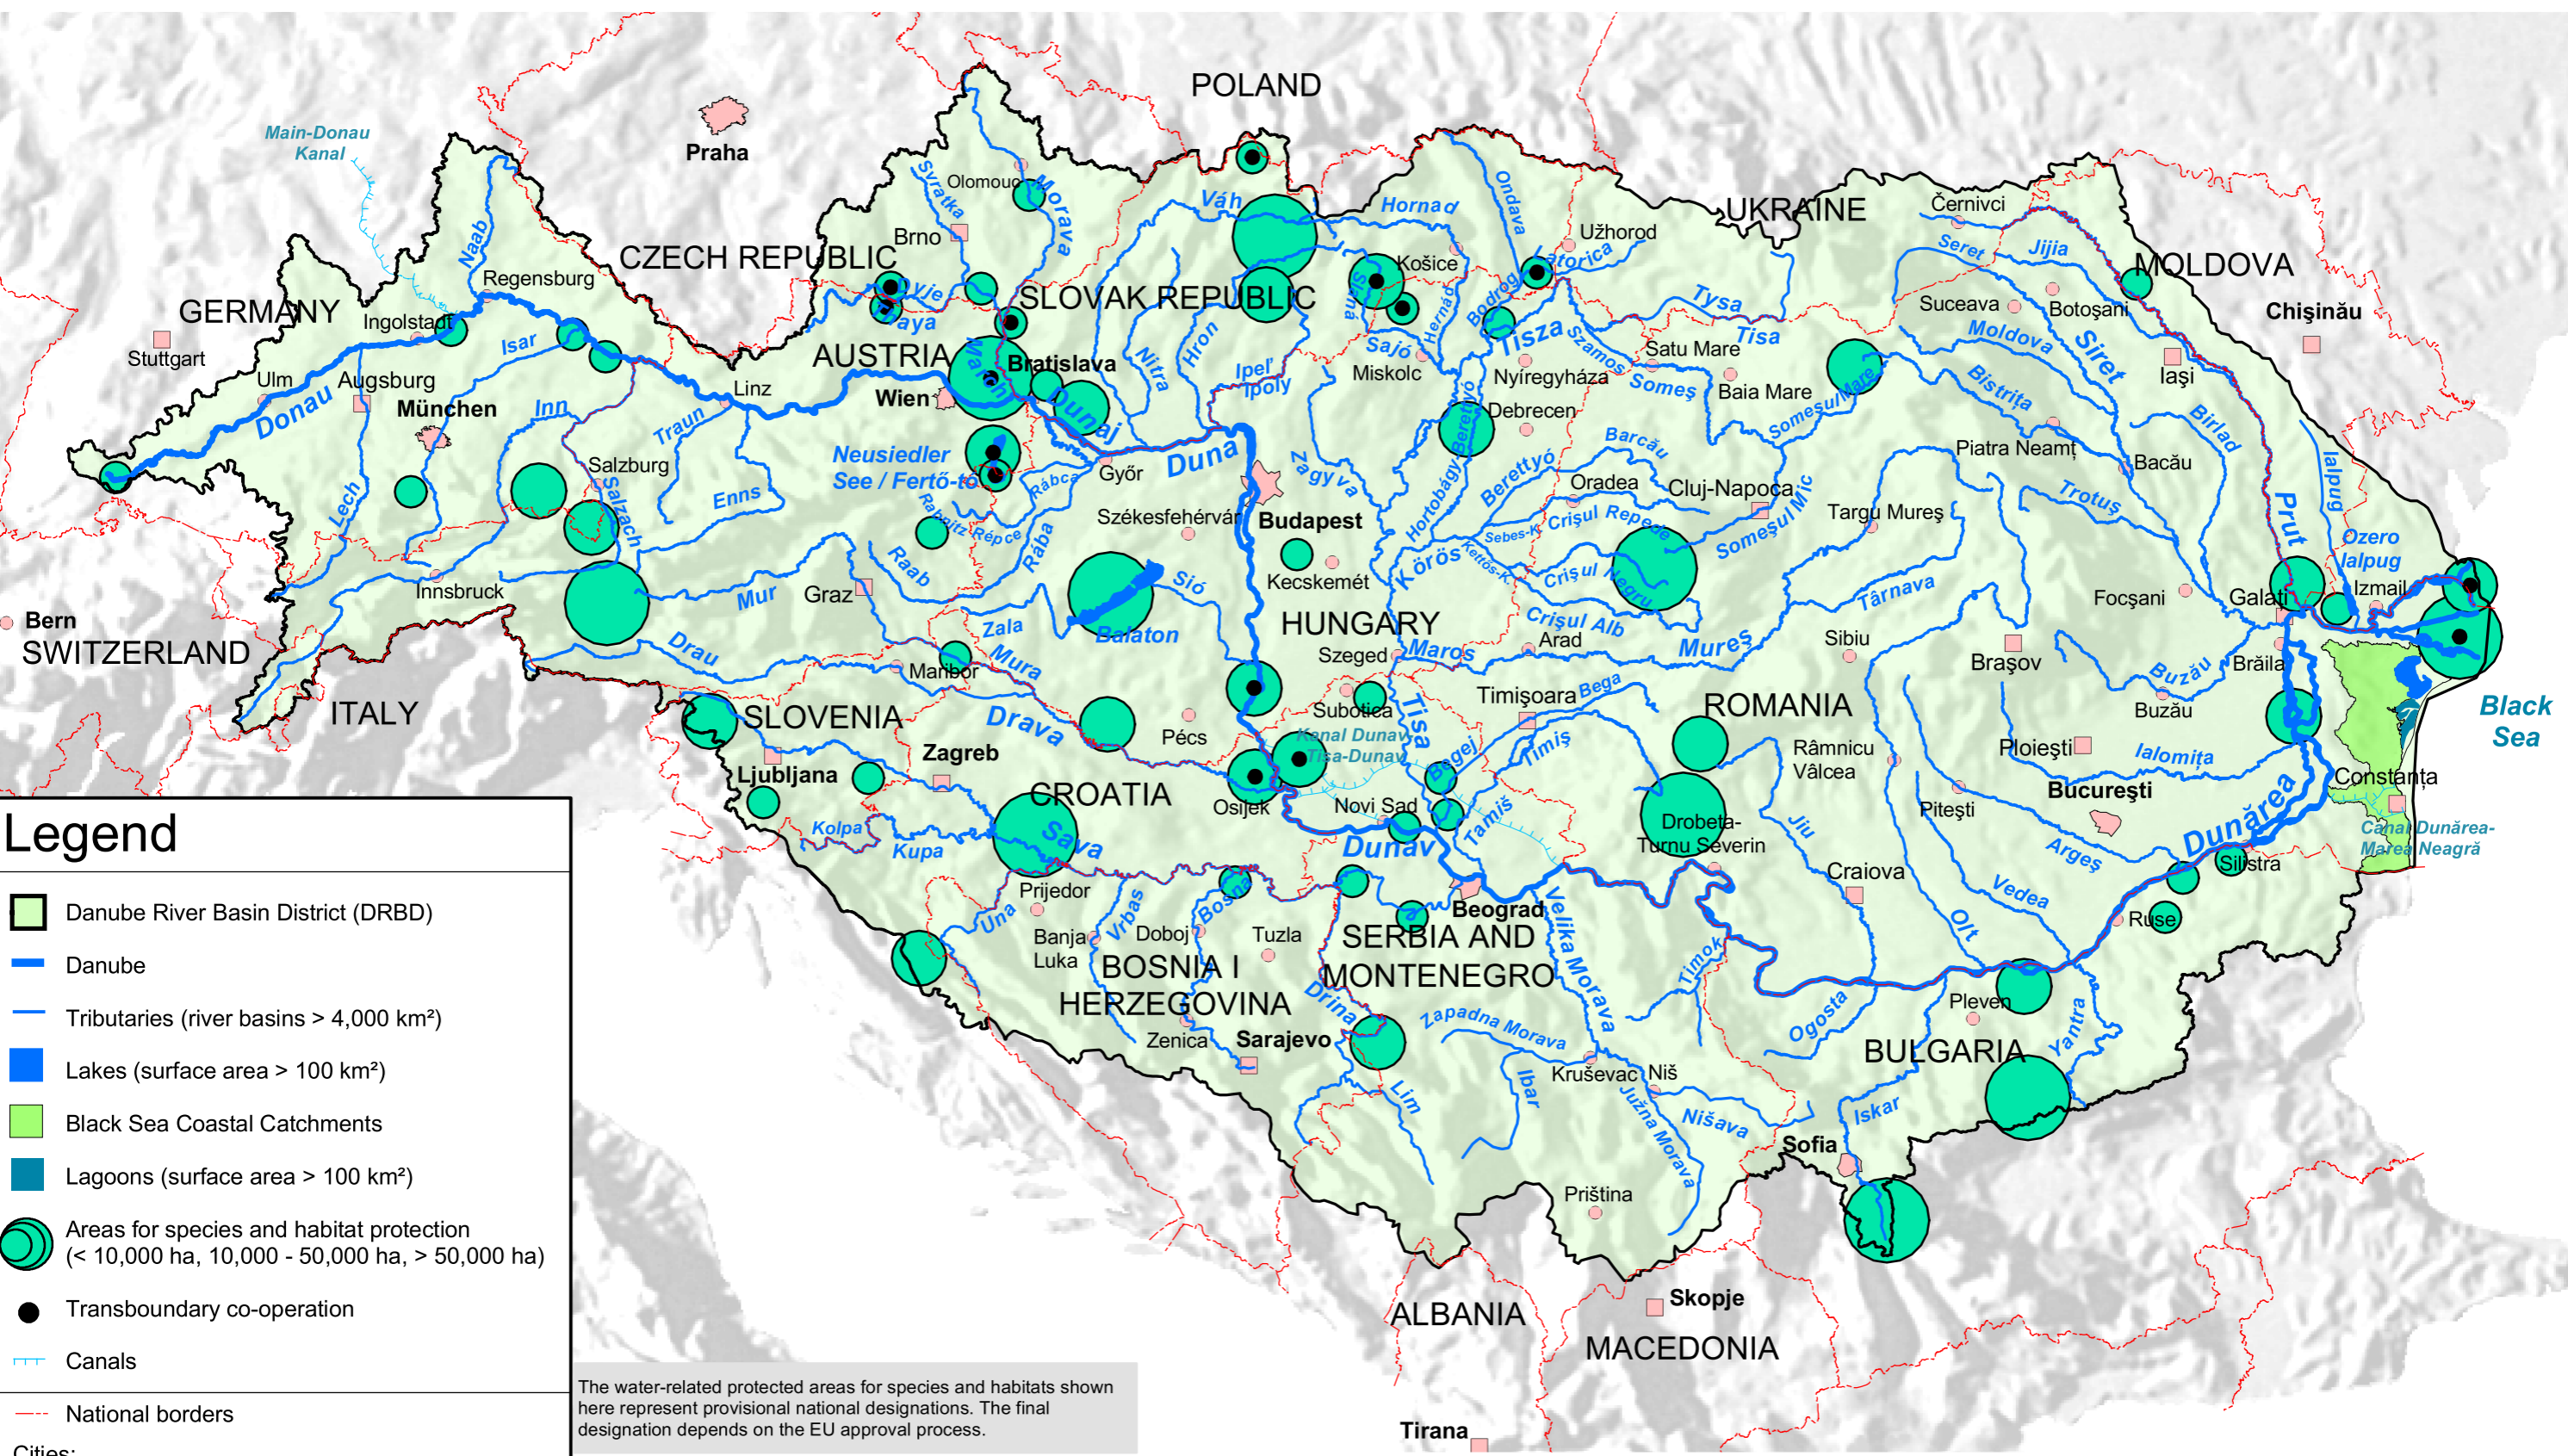 POLAND
Main-Donau
Kanal
Praha
Olomouc
Morava
Svratka
Váh
Hornad
Ondava
UKRAINE
Černivci
Brno
Užhorod
Latorica
Seret
Jijia
MOLDOVA
Naab
CZECH REPUBLIC
Regensburg
Košice
Slaná
Hernád
Bodrog
Tysa
Suceava
Botoşani
Chişinău
GERMANY
Ingolstadt
Dyje
Thaya
SLOVAK REPUBLIC
Tisza
Tisa
Moldova
Siret
Stuttgart
Isar
AUSTRIA
March
Bratislava
Nitra
Hron
Ipeľ
Ipoly
Sajó
Miskolc
Nyíregyháza
Szamos
Someş
Satu Mare
Baia Mare
Someşul Mare
Bistriţa
Iaşi
Ulm
Augsburg
Donau
München
Inn
Traun
Linz
Wien
Dunaj
Debrecen
Hortobágy-Berettyó
Barcău
Birlad
Neusiedler
See / Fertő-tó
Győr
Duna
Zagyva
Berettyó
Oradea
Cluj-Napoca
Piatra Neamţ
Bacău
Ialpug
Lech
Salzburg
Salzach
Enns
Rabnitz
Répce
Rábca
Rába
Székesfehérvár
Budapest
Sebes-K.
Crişul Repede
Someşul Mic
Targu Mureş
Trotuş
Prut
Ozero
Ialpug
Innsbruck
Mur
Graz
Raab
Sió
Kecskemét
Körös
Kettős-K.
Crişul Negru
Târnava
Focşani
Galaţi
Izmail
Bern
SWITZERLAND
Drau
Zala
Balaton
HUNGARY
Crişul Alb
Arad
Szeged
Maros
Mureş
Sibiu
Braşov
Buzău
Brăila
ITALY
Maribor
Mura
SLOVENIA
Drava
Pécs
Subotica
Tisa
Timişoara
Bega
ROMANIA
Buzău
Black
Sea
Kanal Dunav-
Tisa-Dunav
Begej
Timiş
Râmnicu
Vâlcea
Ploieşti
Ialomiţa
Ljubljana
Zagreb
CROATIA
Osijek
Novi Sad
Tamiš
Drobeta-
Turnu Severin
Jiu
Piteşti
Bucureşti
Constanţa
Kolpa
Kupa
Sava
Dunav
Craiova
Argeş
Dunărea
Canal Dunărea-
Marea Neagră
Silistra
Legend
Danube River Basin District (DRBD)
Danube
Tributaries (river basins > 4,000 km²)
Lakes (surface area > 100 km²)
Black Sea Coastal Catchments
Lagoons (surface area > 100 km²)
Areas for species and habitat protection
(< 10,000 ha, 10,000 - 50,000 ha, > 50,000 ha)
Transboundary co-operation
Canals
National borders
Cities:
Prijedor
Una
Vrbas
Bosna
Beograd
Velika Morava
Vedea
Olt
Ruse
Banja
Luka
Doboj
Tuzla
SERBIA AND
MONTENEGRO
Timok
BOSNIA I
HERZEGOVINA
Drina
Zapadna Morava
Ogosta
Pleven
Yantra
Zenica
Sarajevo
Kruševac
Niš
BULGARIA
Lim
Ibar
Južna Morava
Nišava
Iskar
Sofia
Priština
ALBANIA
Skopje
MACEDONIA
Tirana
The water-related protected areas for species and habitats shown
here represent provisional national designations. The final
designation depends on the EU approval process.